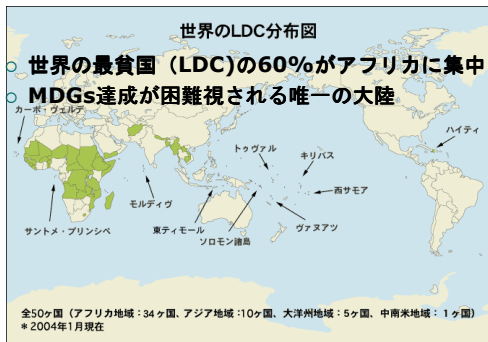 世界のLDC分布図
世界の最貧国（LDC)の60%がアフリカに集中
MDGs達成が困難視される唯一の大陸
カーボ・ヴェルデ
ハイティ
トゥヴァル
キリバス
西サモア
モルディヴ
ヴァヌアツ
サントメ・プリンシペ
東ティモール
ソロモン諸島
全50ヶ国（アフリカ地域：34ヶ国、アジア地域：10ヶ国、大洋州地域：5ヶ国、中南米地域：1ヶ国）
＊2004年1月現在